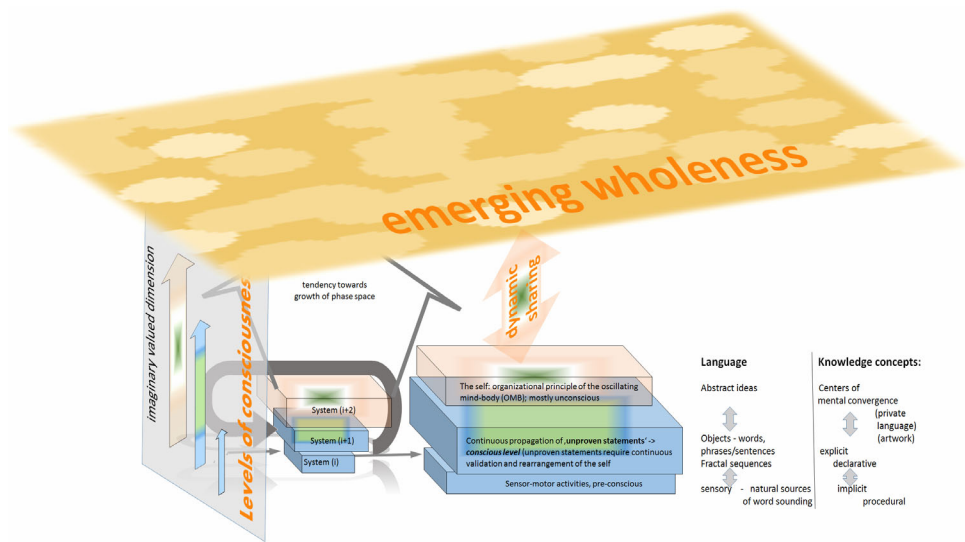 emerging wholeness
imaginary valued dimension
Levels of consciousnes
tendency towards
growth of phase space
dynamic
sharing
System (i+2)
System (i+1)
System (i)
The self: organizational principle of the oscillating
mind-body (OMB); mostly unconscious
Continuous propagation of ‚unproven statements‘ ->
conscious level (unproven statements require continuous
validation and rearrangement of the self
Sensor-motor activities, pre-conscious
Language
Abstract ideas
Objects - words,
phrases/sentences
Fractal sequences
sensory - natural sources
of word sounding
Knowledge concepts:
Centers of
mental convergence
(private
language)
(artwork)
explicit
declarative
implicit
procedural